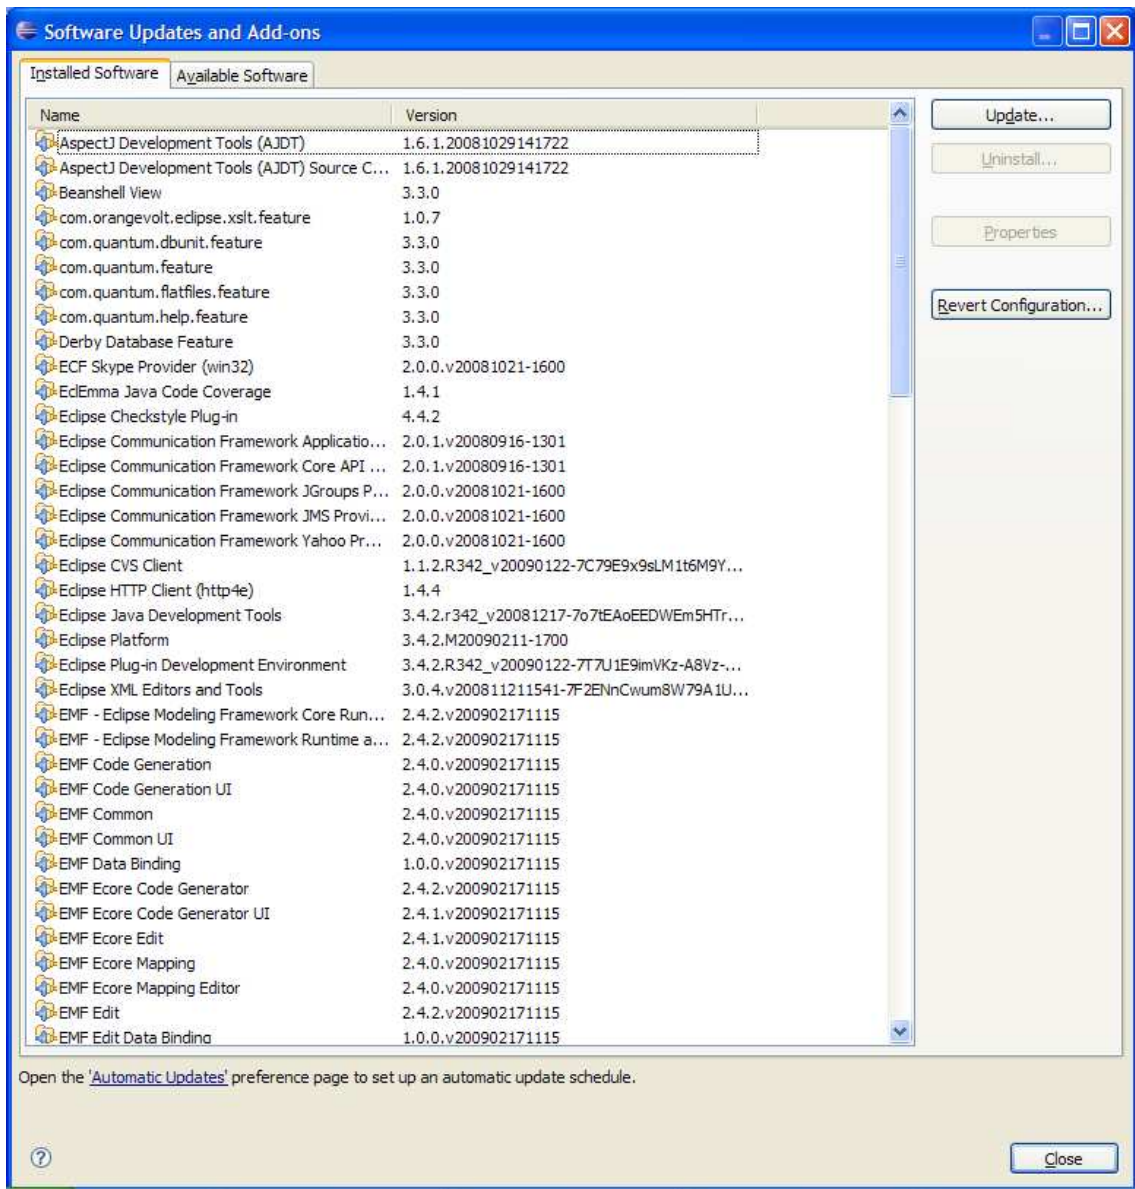 Software Updates and Add-ons
Installed Software Available Software
Name Version
AspectJ Development Tools (AJDT) 1.6.1.20081029141722
AspectJ Development Tools (AJDT) Source C... 1.6.1.20081029141722
Beanshell View 3.3.0
com.orangevolt.eclipse.xslt.feature 1.0.7
com.quantum.dbunit.feature 3.3.0
com.quantum.feature 3.3.0
com.quantum.flatfiles.feature 3.3.0
com.quantum.help.feature 3.3.0
Derby Database Feature 3.3.0
ECF Skype Provider (win32) 2.0.0.v20081021-1600
EclEmma Java Code Coverage 1.4.1
Eclipse Checkstyle Plug-in 4.4.2
Eclipse Communication Framework Applicatio... 2.0.1.v20080916-1301
Eclipse Communication Framework Core API ... 2.0.1.v20080916-1301
Eclipse Communication Framework JGroups P... 2.0.0.v20081021-1600
Eclipse Communication Framework JMS Provi... 2.0.0.v20081021-1600
Eclipse Communication Framework Yahoo Pr... 2.0.0.v20081021-1600
Eclipse CVS Client 1.1.2.R342_v20090122-7C79E9x9sLM1t6M9Y...
Eclipse HTTP Client (http4e) 1.4.4
Eclipse Java Development Tools 3.4.2.r342_v20081217-7o7tEAoEEDWEm5HTr...
Eclipse Platform 3.4.2.M20090211-1700
Eclipse Plug-in Development Environment 3.4.2.R342_v20090122-7T7U1E9imVKz-A8Vz-...
Eclipse XML Editors and Tools 3.0.4.v200811211541-7F2ENnCwum8W79A1U...
EMF - Eclipse Modeling Framework Core Run... 2.4.2.v200902171115
EMF - Eclipse Modeling Framework Runtime a... 2.4.2.v200902171115
EMF Code Generation 2.4.0.v200902171115
EMF Code Generation UI 2.4.0.v200902171115
EMF Common 2.4.0.v200902171115
EMF Common UI 2.4.0.v200902171115
EMF Data Binding 1.0.0.v200902171115
EMF Ecore Code Generator 2.4.2.v200902171115
EMF Ecore Code Generator UI 2.4.1.v200902171115
EMF Ecore Edit 2.4.1.v200902171115
EMF Ecore Mapping 2.4.0.v200902171115
EMF Ecore Mapping Editor 2.4.0.v200902171115
EMF Edit 2.4.2.v200902171115
EMF Edit Data Binding 1.0.0.v200902171115
Update...
Uninstall...
Properties
Revert Configuration...
Open the 'Automatic Updates' preference page to set up an automatic update schedule.
?
Close